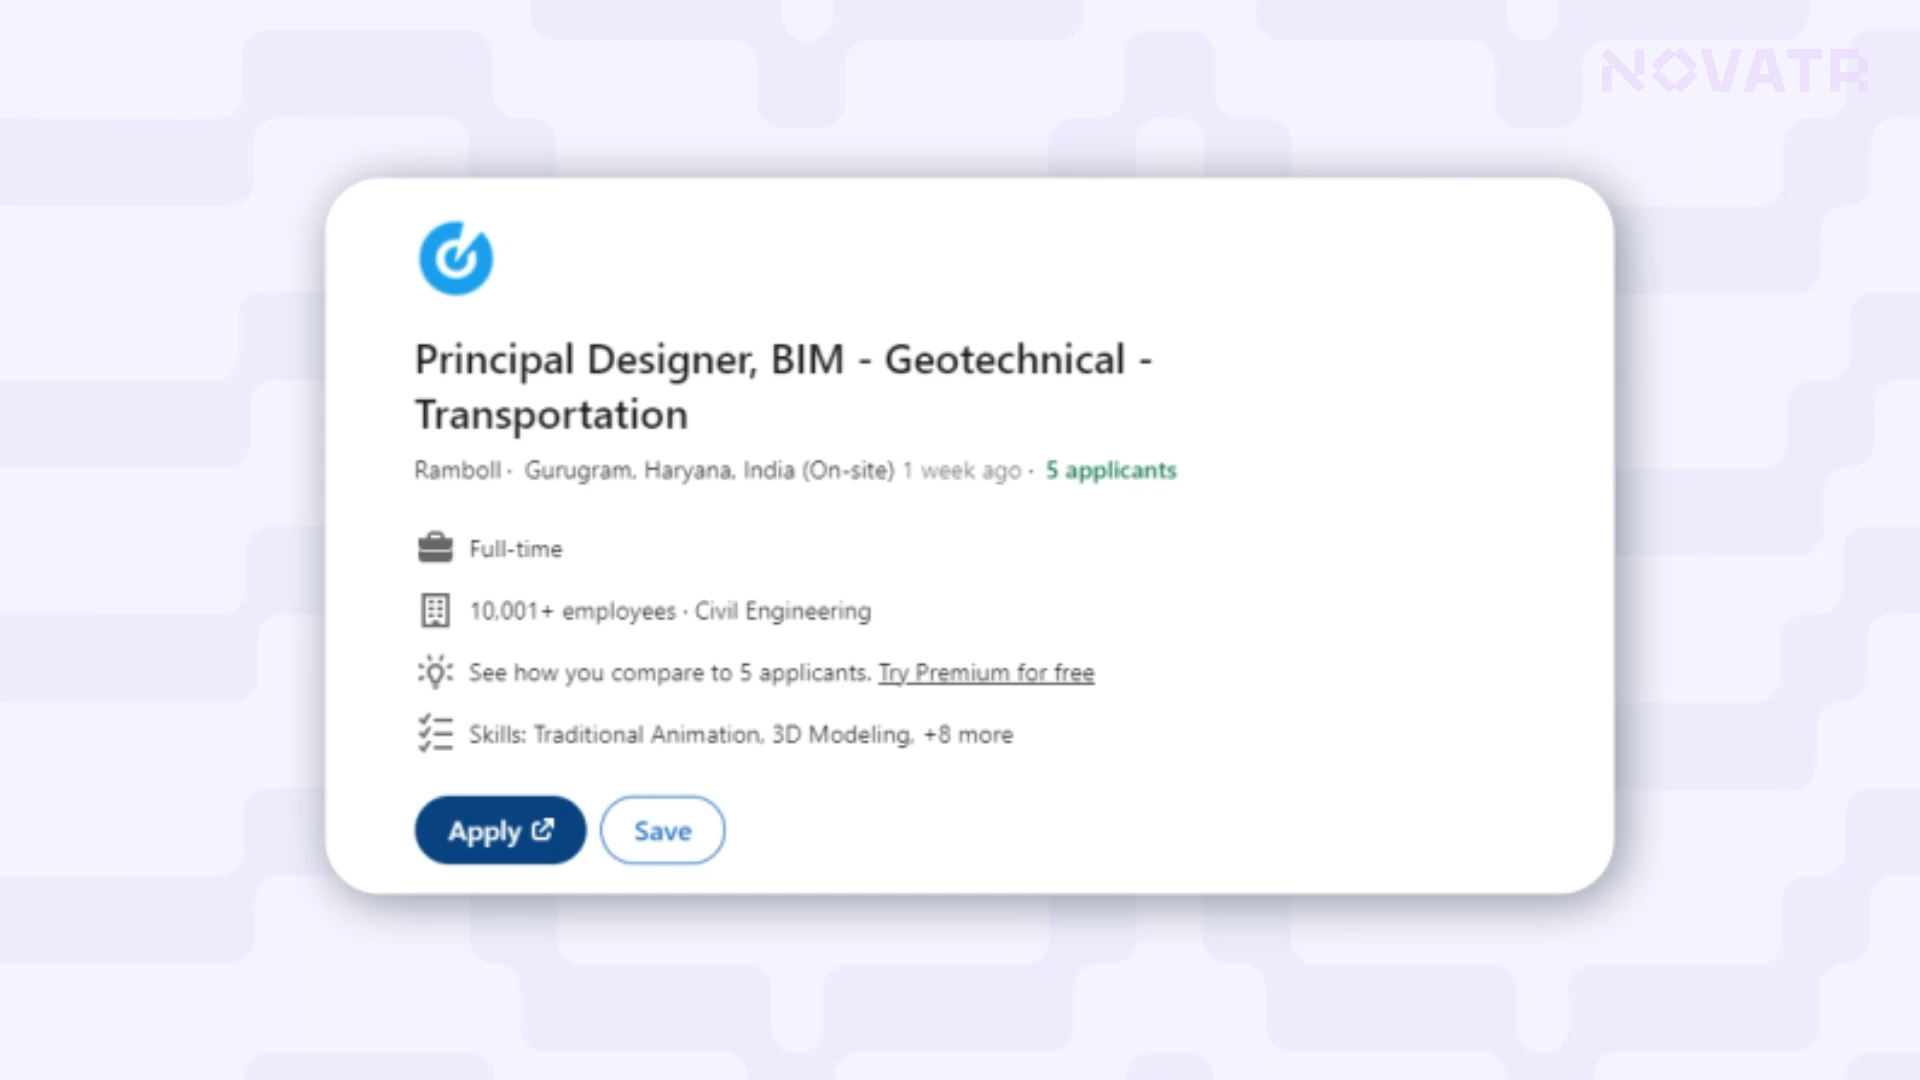 NOVATR
Principal Designer, BIM - Geotechnical -
Transportation
Ramboll · Gurugram, Haryana, India (On-site) 1 week ago · 5 applicants
Full-time
10,001+ employees · Civil Engineering
See how you compare to 5 applicants. Try Premium for free
Skills: Traditional Animation, 3D Modeling, +8 more
Apply
Save